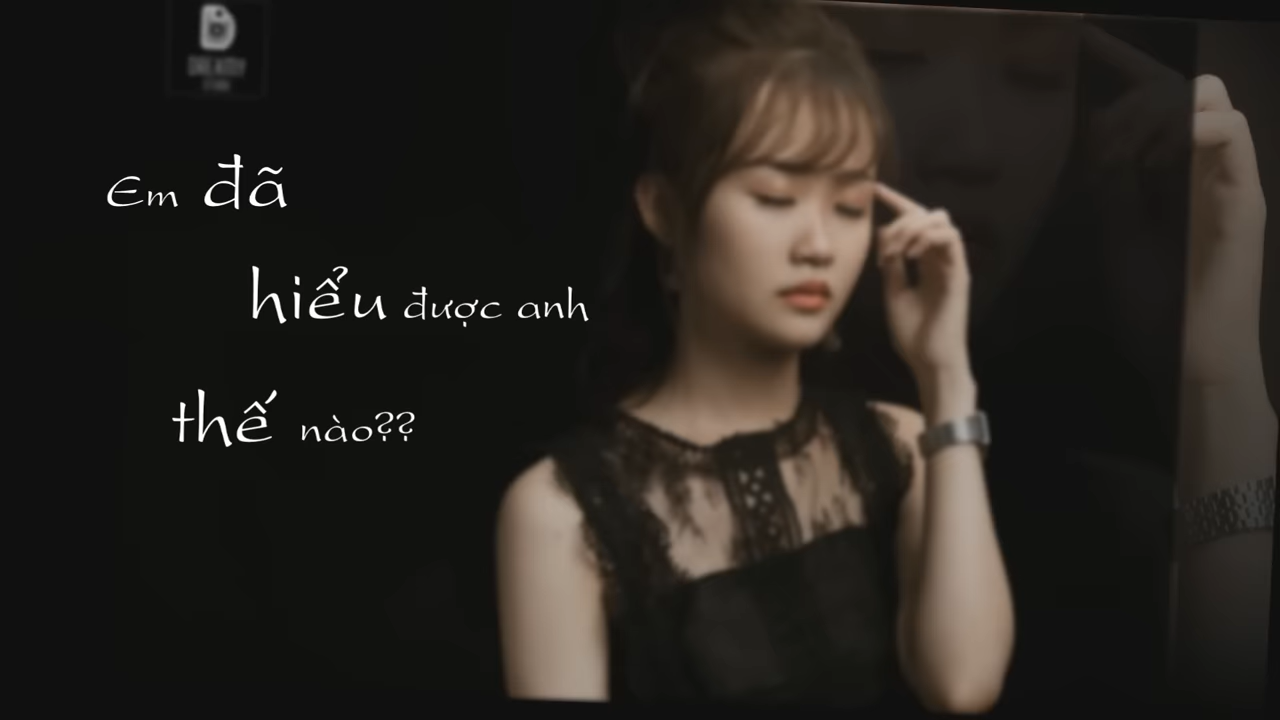 Em đã
hiểu được anh
thế nào??